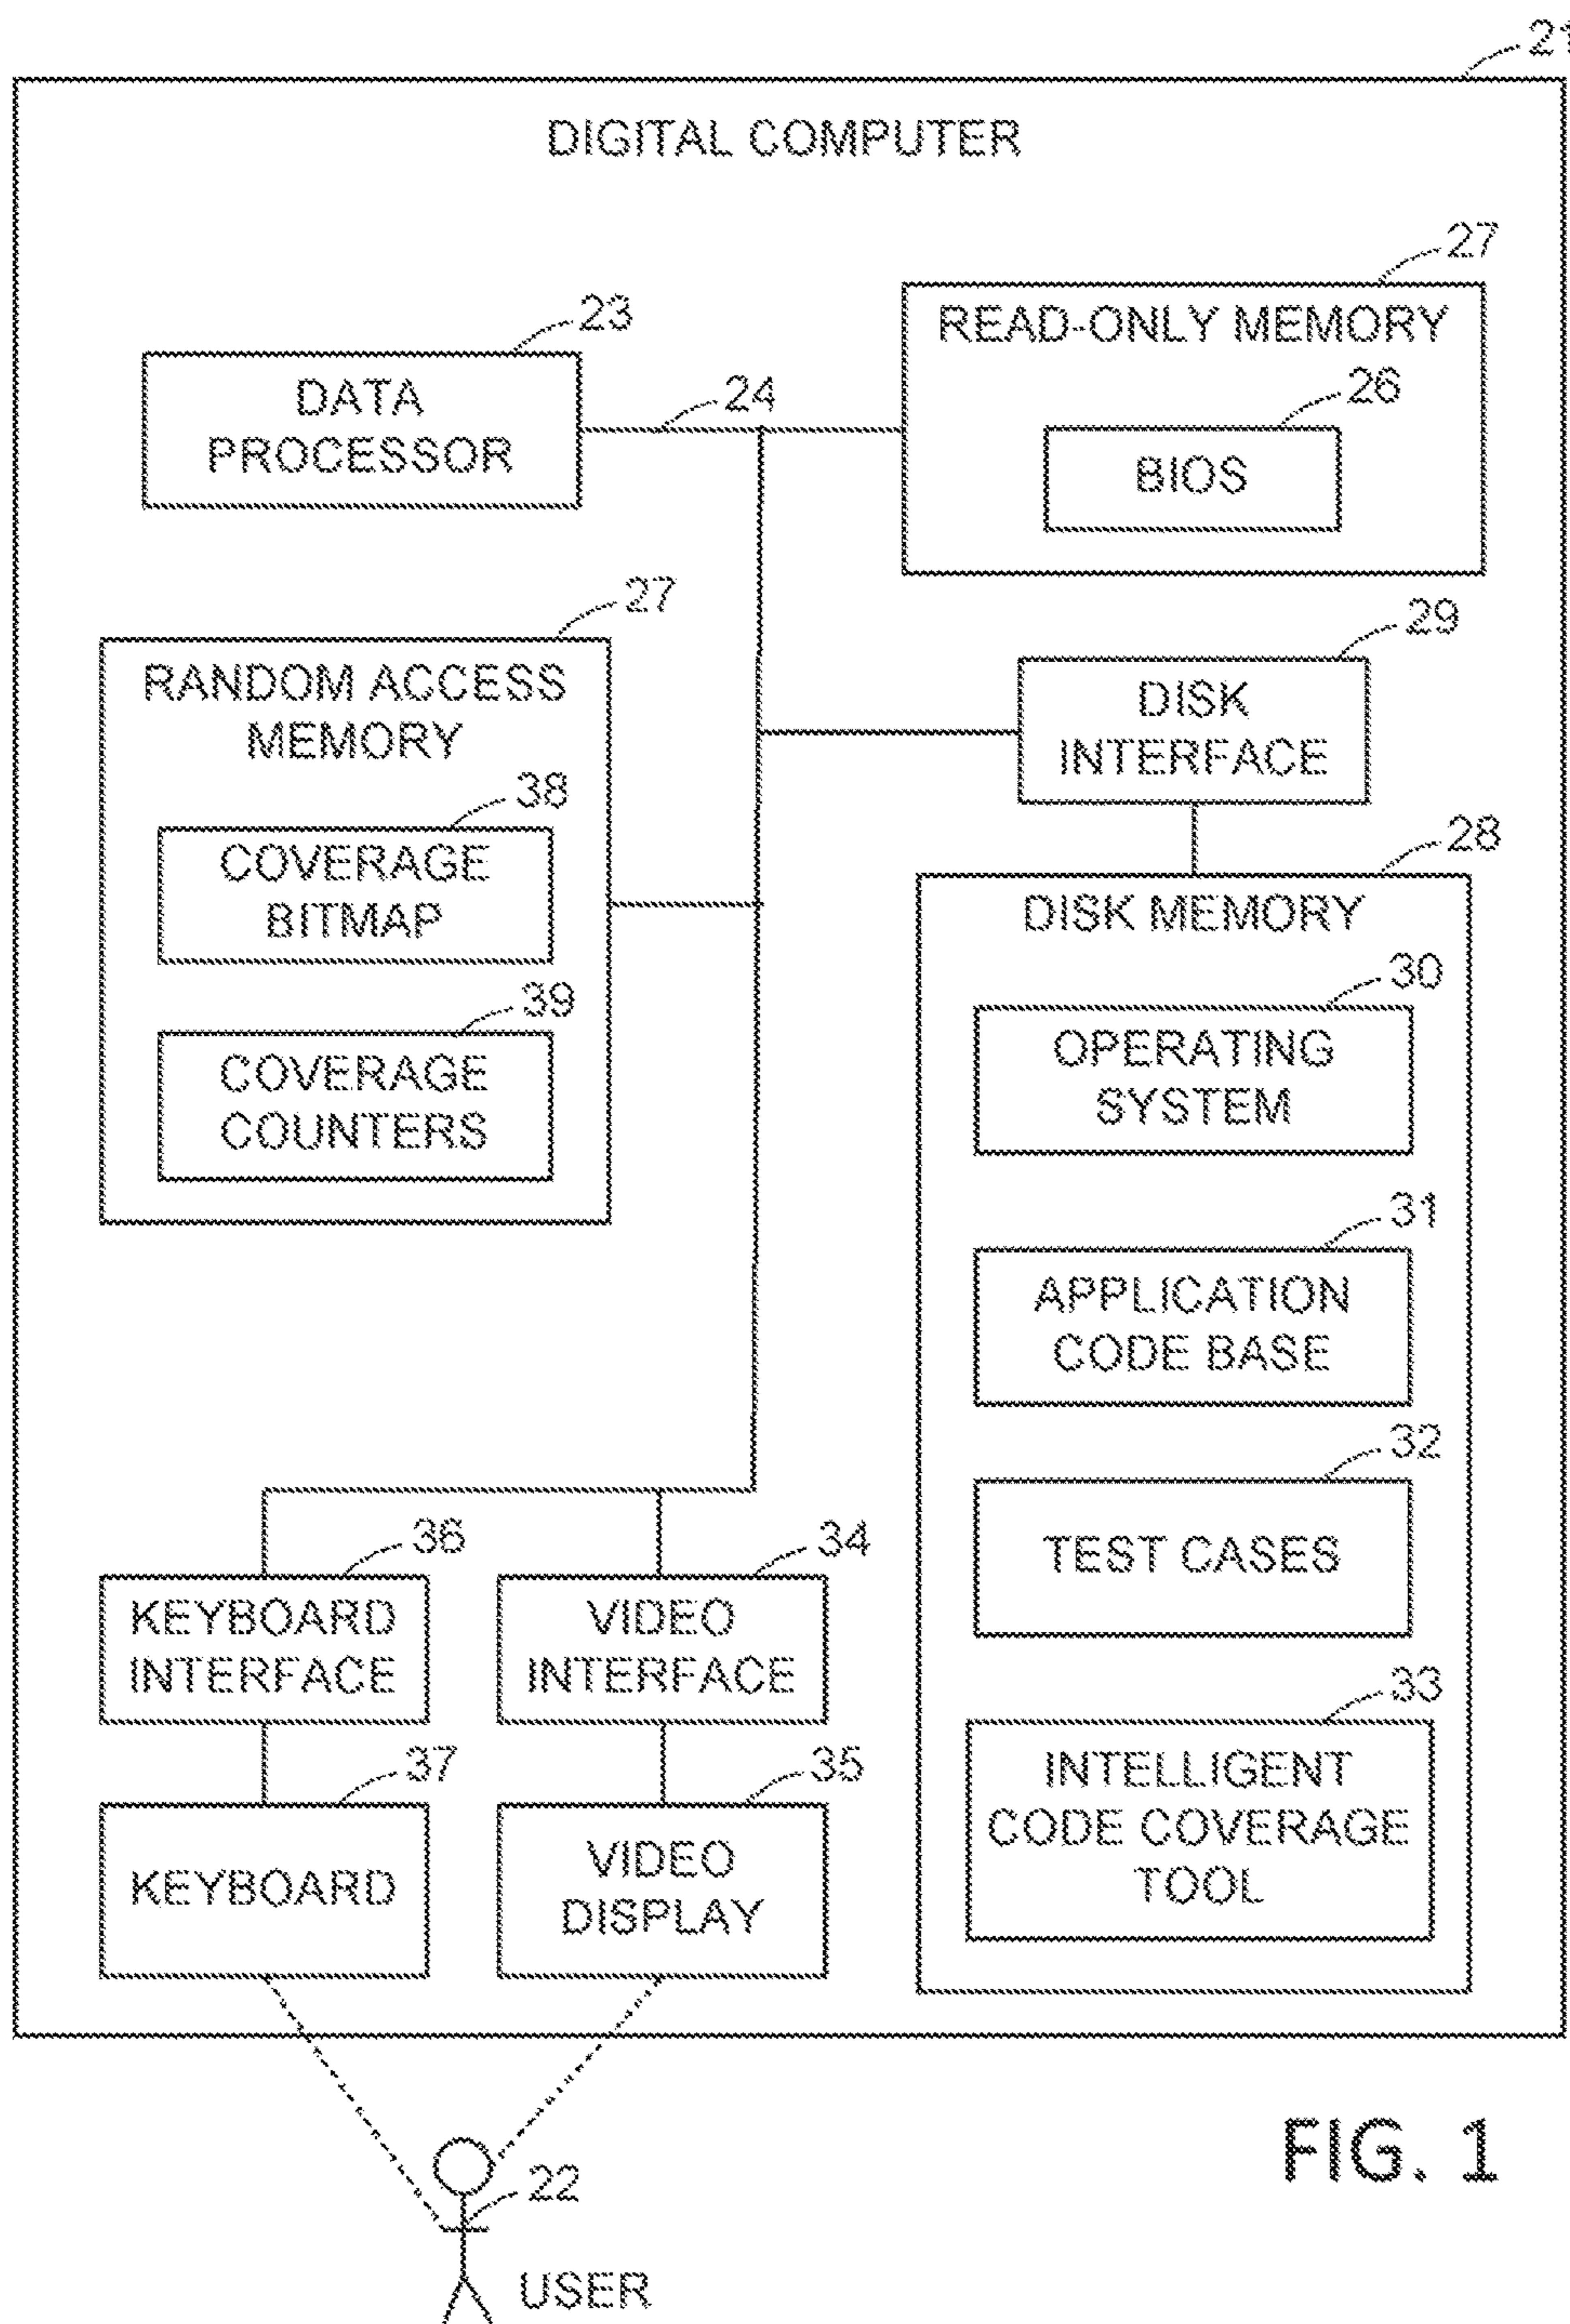 21
DIGITAL COMPUTER
27
READ-ONLY MEMORY
26
BIOS
23
DATA
PROCESSOR
24
27
RANDOM ACCESS
MEMORY
38
COVERAGE
BITMAP
39
COVERAGE
COUNTERS
29
DISK
INTERFACE
28
DISK MEMORY
30
OPERATING
SYSTEM
31
APPLICATION
CODE BASE
32
TEST CASES
33
INTELLIGENT
CODE COVERAGE
TOOL
36
KEYBOARD
INTERFACE
34
VIDEO
INTERFACE
37
KEYBOARD
35
VIDEO
DISPLAY
22
USER
FIG. 1